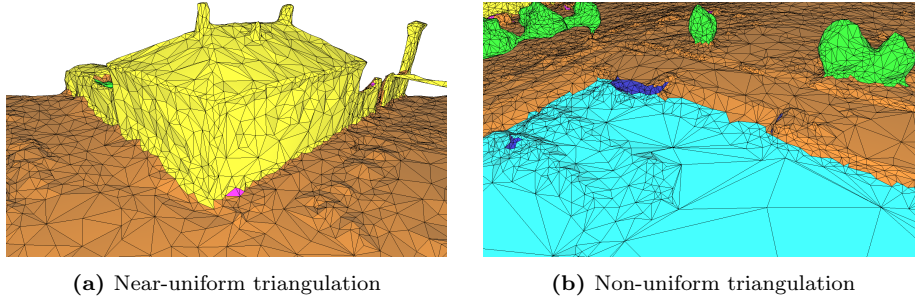 (a) Near-uniform triangulation
(b) Non-uniform triangulation